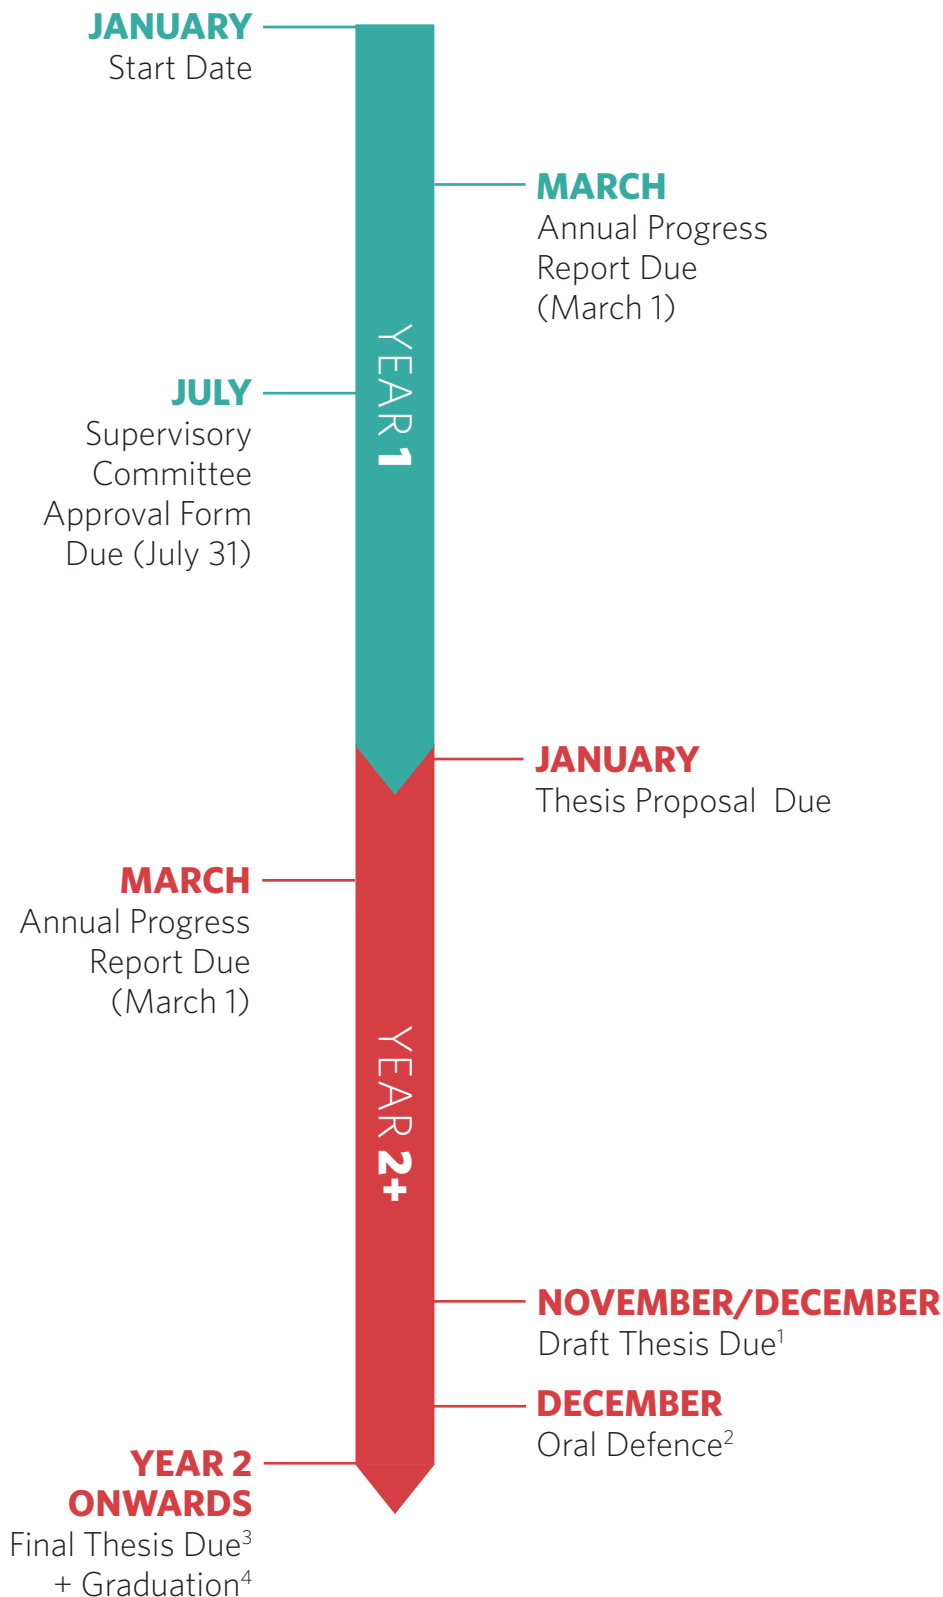 JANUARY
Start Date
MARCH
Annual Progress
Report Due
(March 1)
YEAR 1
JULY
Supervisory
Committee
Approval Form
Due (July 31)
JANUARY
Thesis Proposal  Due
MARCH
Annual Progress
Report Due
(March 1)
YEAR 2+
NOVEMBER/DECEMBER
Draft Thesis Due¹
DECEMBER
Oral Defence²
YEAR 2
ONWARDS
Final Thesis Due³
+ Graduation⁴